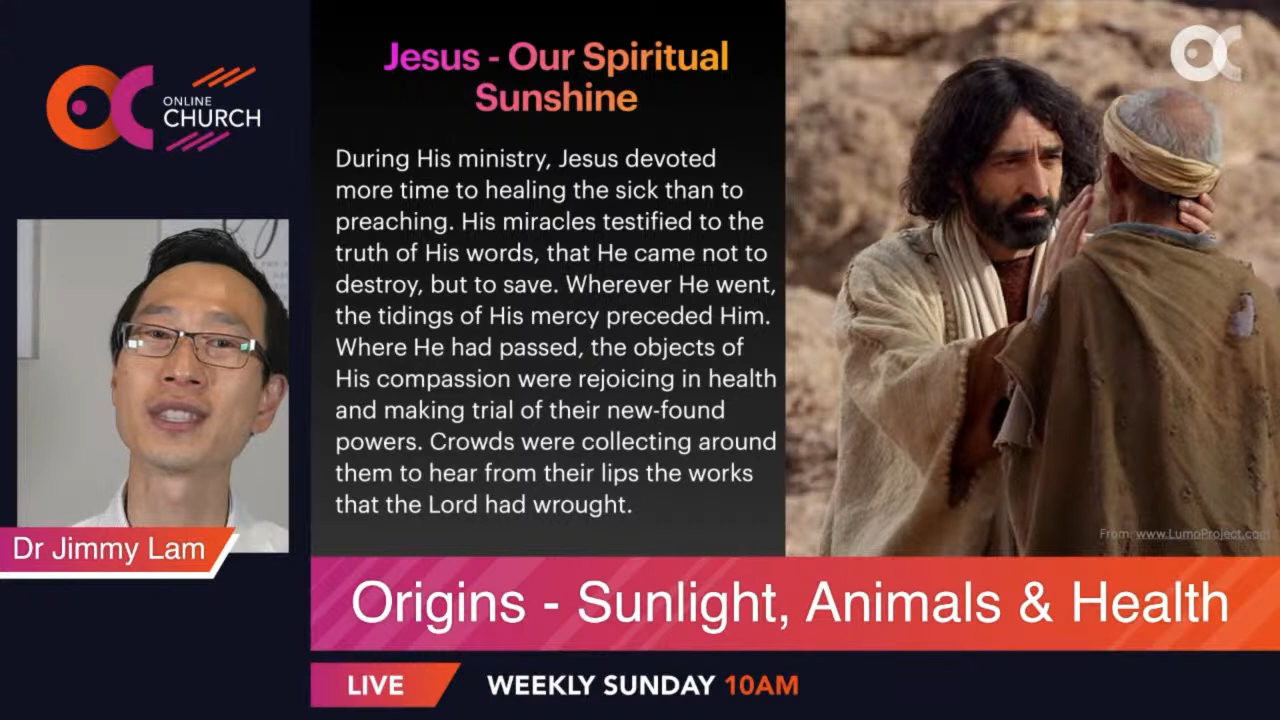 ONLINE
CHURCH
Dr Jimmy Lam
Jesus - Our Spiritual
Sunshine
During His ministry, Jesus devoted
more time to healing the sick than to
preaching. His miracles testified to the
truth of His words, that He came not to
destroy, but to save. Wherever He went,
the tidings of His mercy preceded Him.
Where He had passed, the objects of
His compassion were rejoicing in health
and making trial of their new-found
powers. Crowds were collecting around
them to hear from their lips the works
that the Lord had wrought.
From: www.LumoProject.com
Origins - Sunlight, Animals & Health
LIVE
WEEKLY SUNDAY 10AM